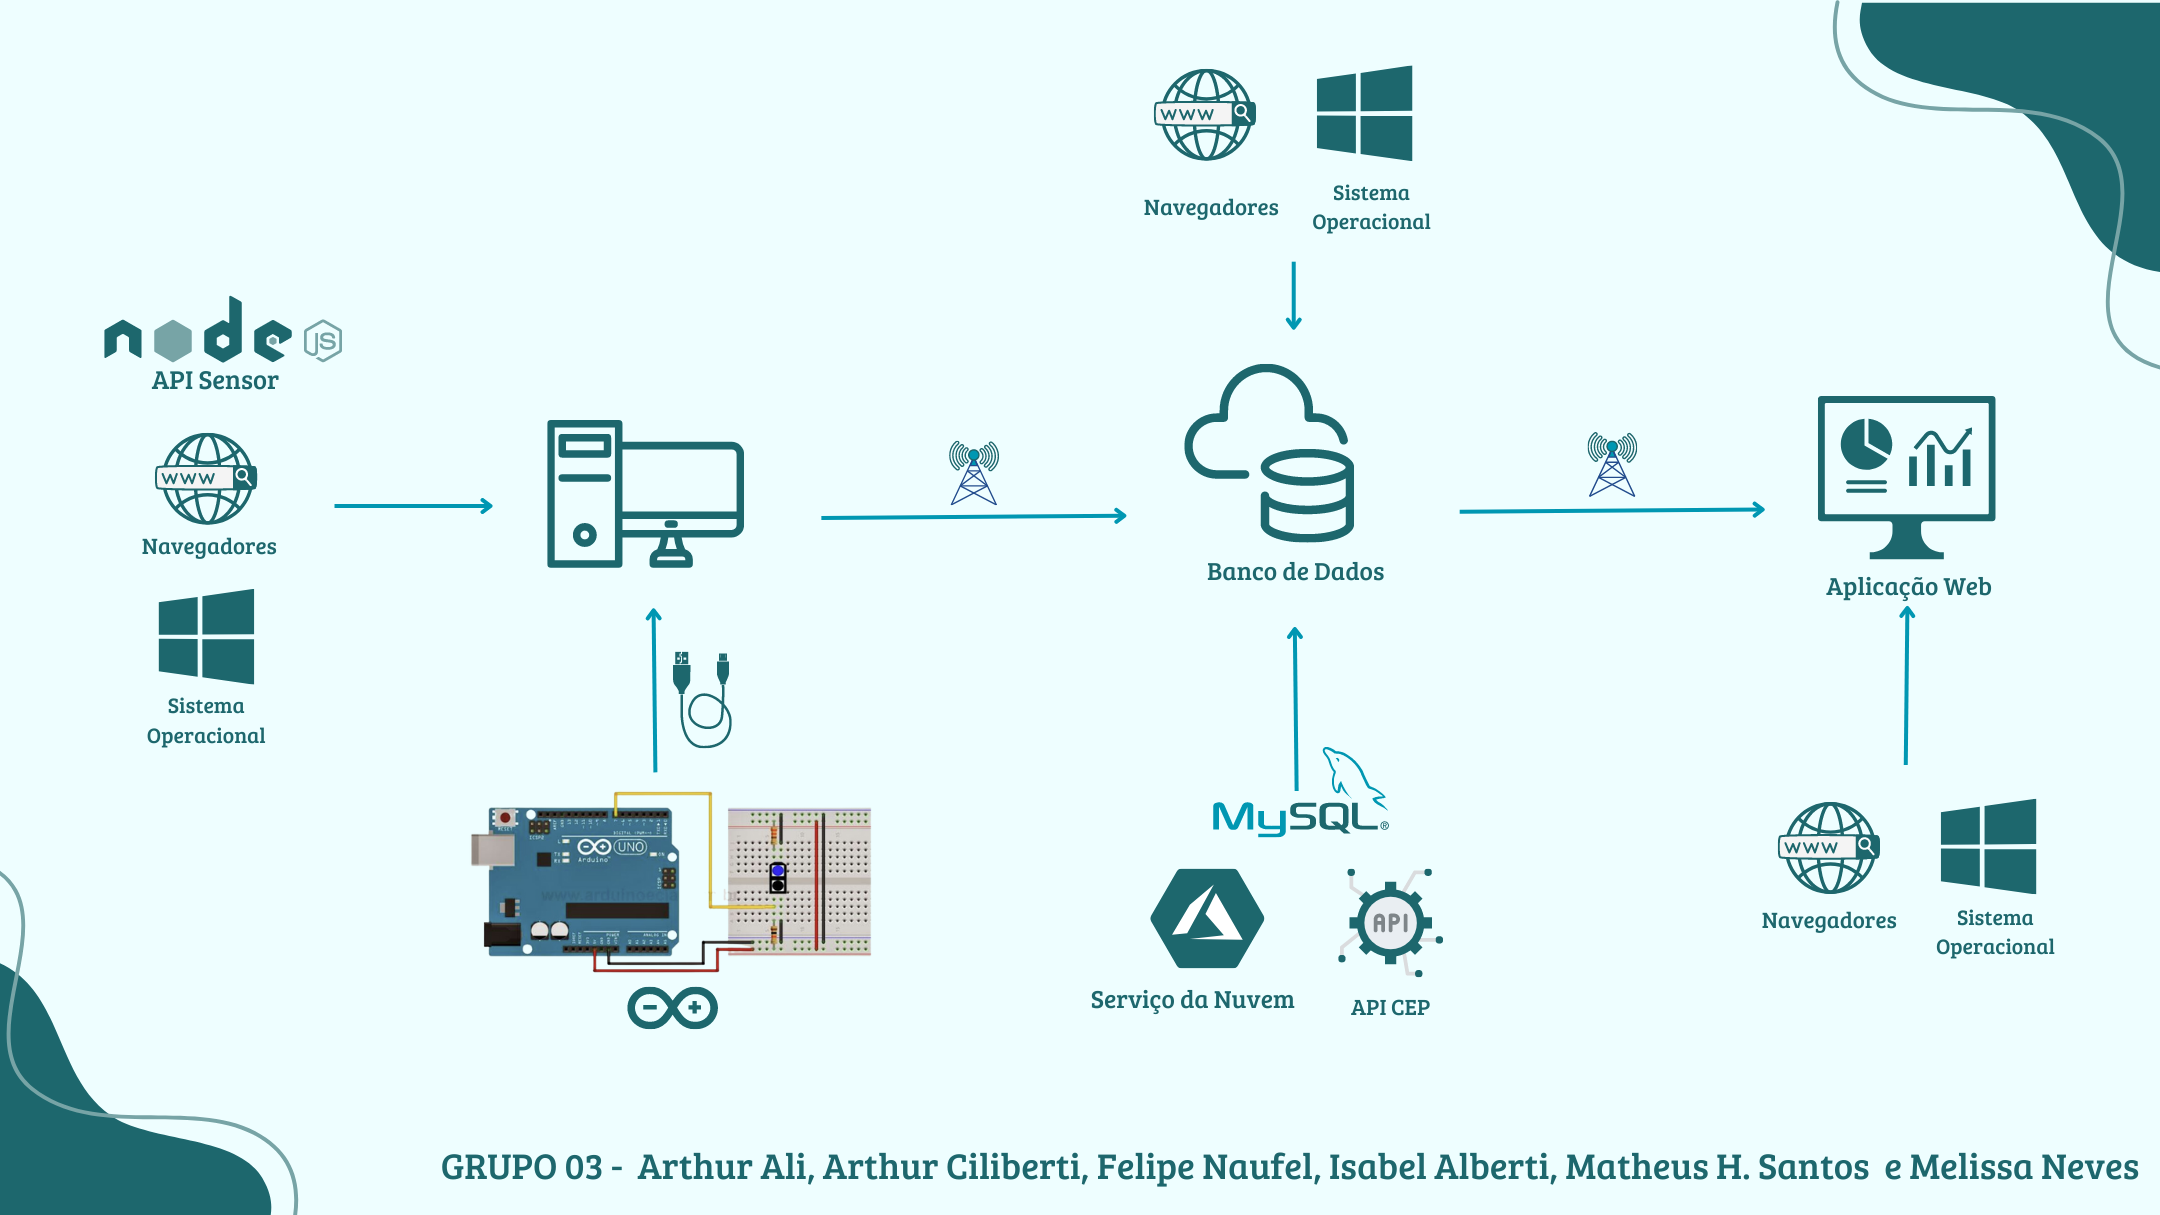 WWW
Navegadores
Sistema
Operacional
node
JS
API Sensor
WWW
Navegadores
Sistema
Operacional
Banco de Dados
Aplicação Web
RESET
UNO
Arduino
MySQL®
API
Serviço da Nuvem
API CEP
WWW
Navegadores
Sistema
Operacional
GRUPO 03 - Arthur Ali, Arthur Ciliberti, Felipe Naufel, Isabel Alberti, Matheus H. Santos e Melissa Neves